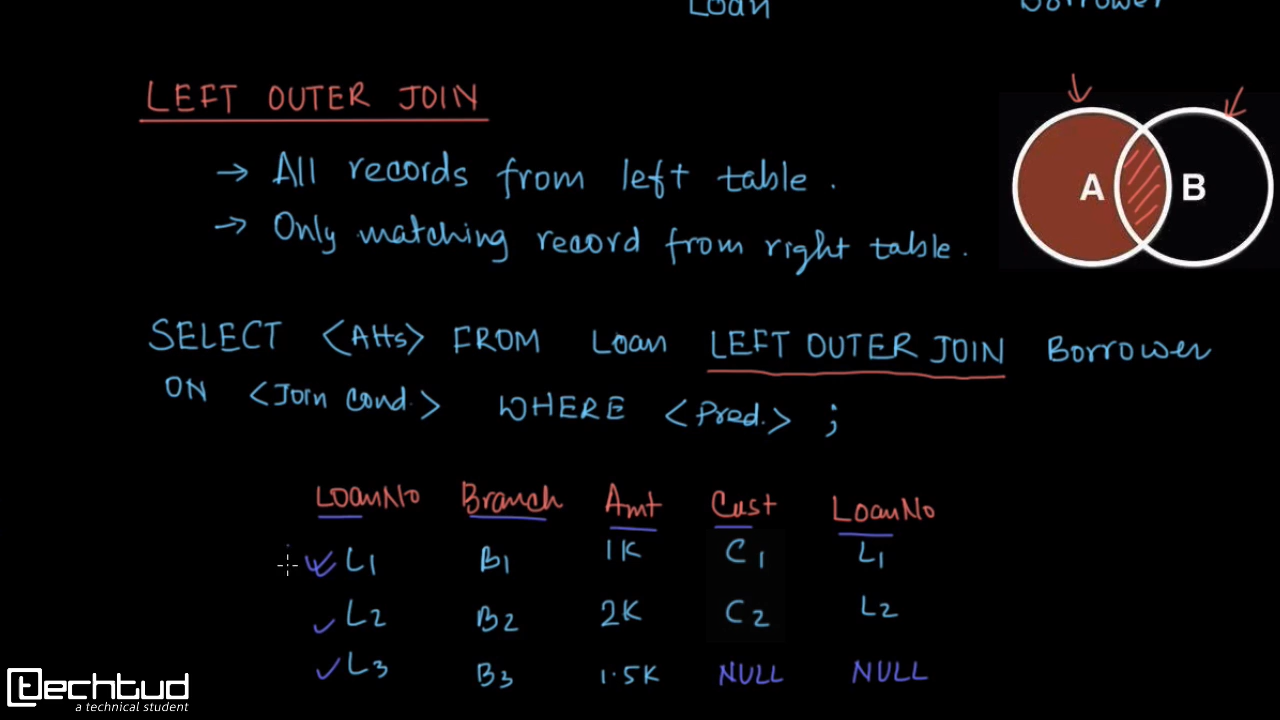 Loan Borrower
LEFT OUTER JOIN
→ All records from left table.
→ Only matching record from right table.
A B
SELECT <Atts> FROM Loan LEFT OUTER JOIN Borrower
ON <Join Cond.> WHERE <Pred.> ;
LoanNo Branch Amt Cust LoanNo
L1 B1 1K C1 L1
L2 B2 2K C2 L2
L3 B3 1.5K NULL NULL
techtud
a technical student